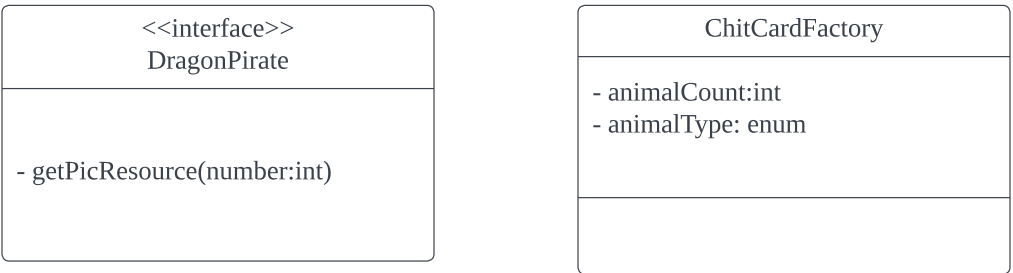 <<interface>>
DragonPirate
- getPicResource(number:int)
ChitCardFactory
- animalCount:int
- animalType: enum